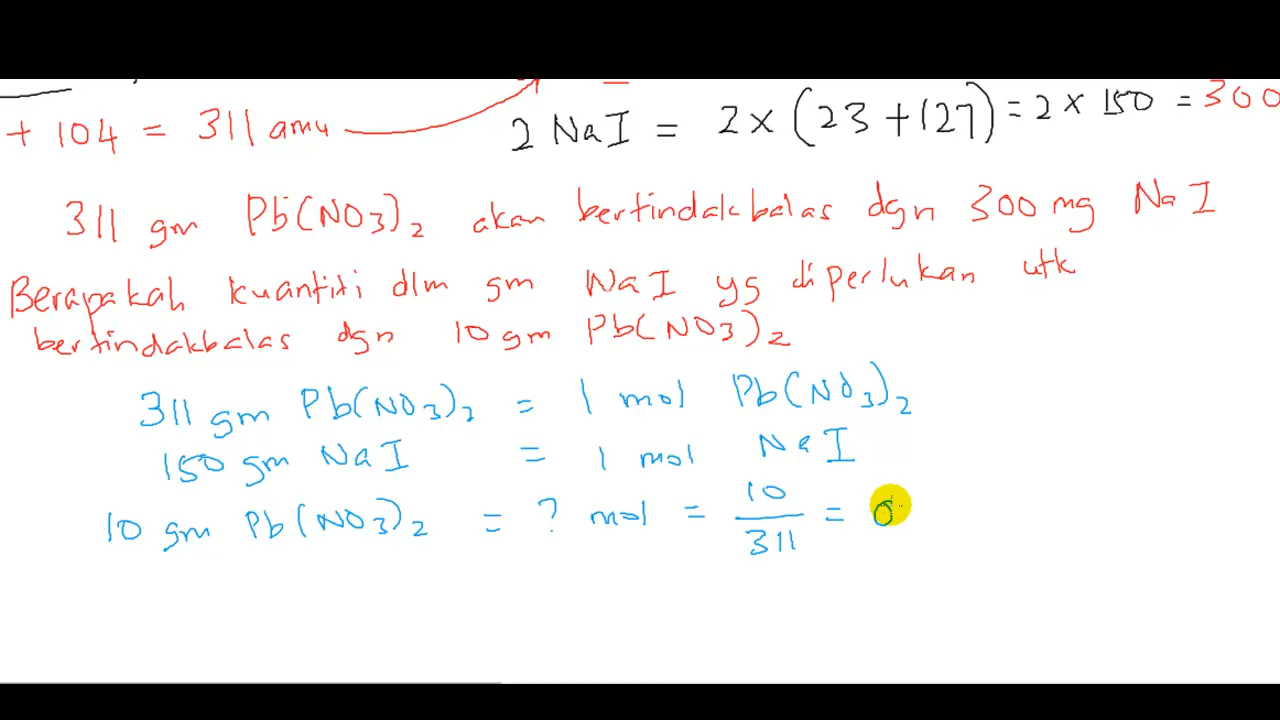 + 104 = 311 amu
2 NaI = 2 x (23 + 127) = 2 x 150 = 300
311 gm Pb(NO3)2 akan bertindakbalas dgn 300 mg NaI
Berapakah kuantiti dlm gm NaI yg diperlukan utk
bertindakbalas dgn 10 gm Pb(NO3)2
311 gm Pb(NO3)2 = 1 mol Pb(NO3)2
150 gm NaI = 1 mol NaI
10 gm Pb(NO3)2 = ? mol = 10/311 = 0.